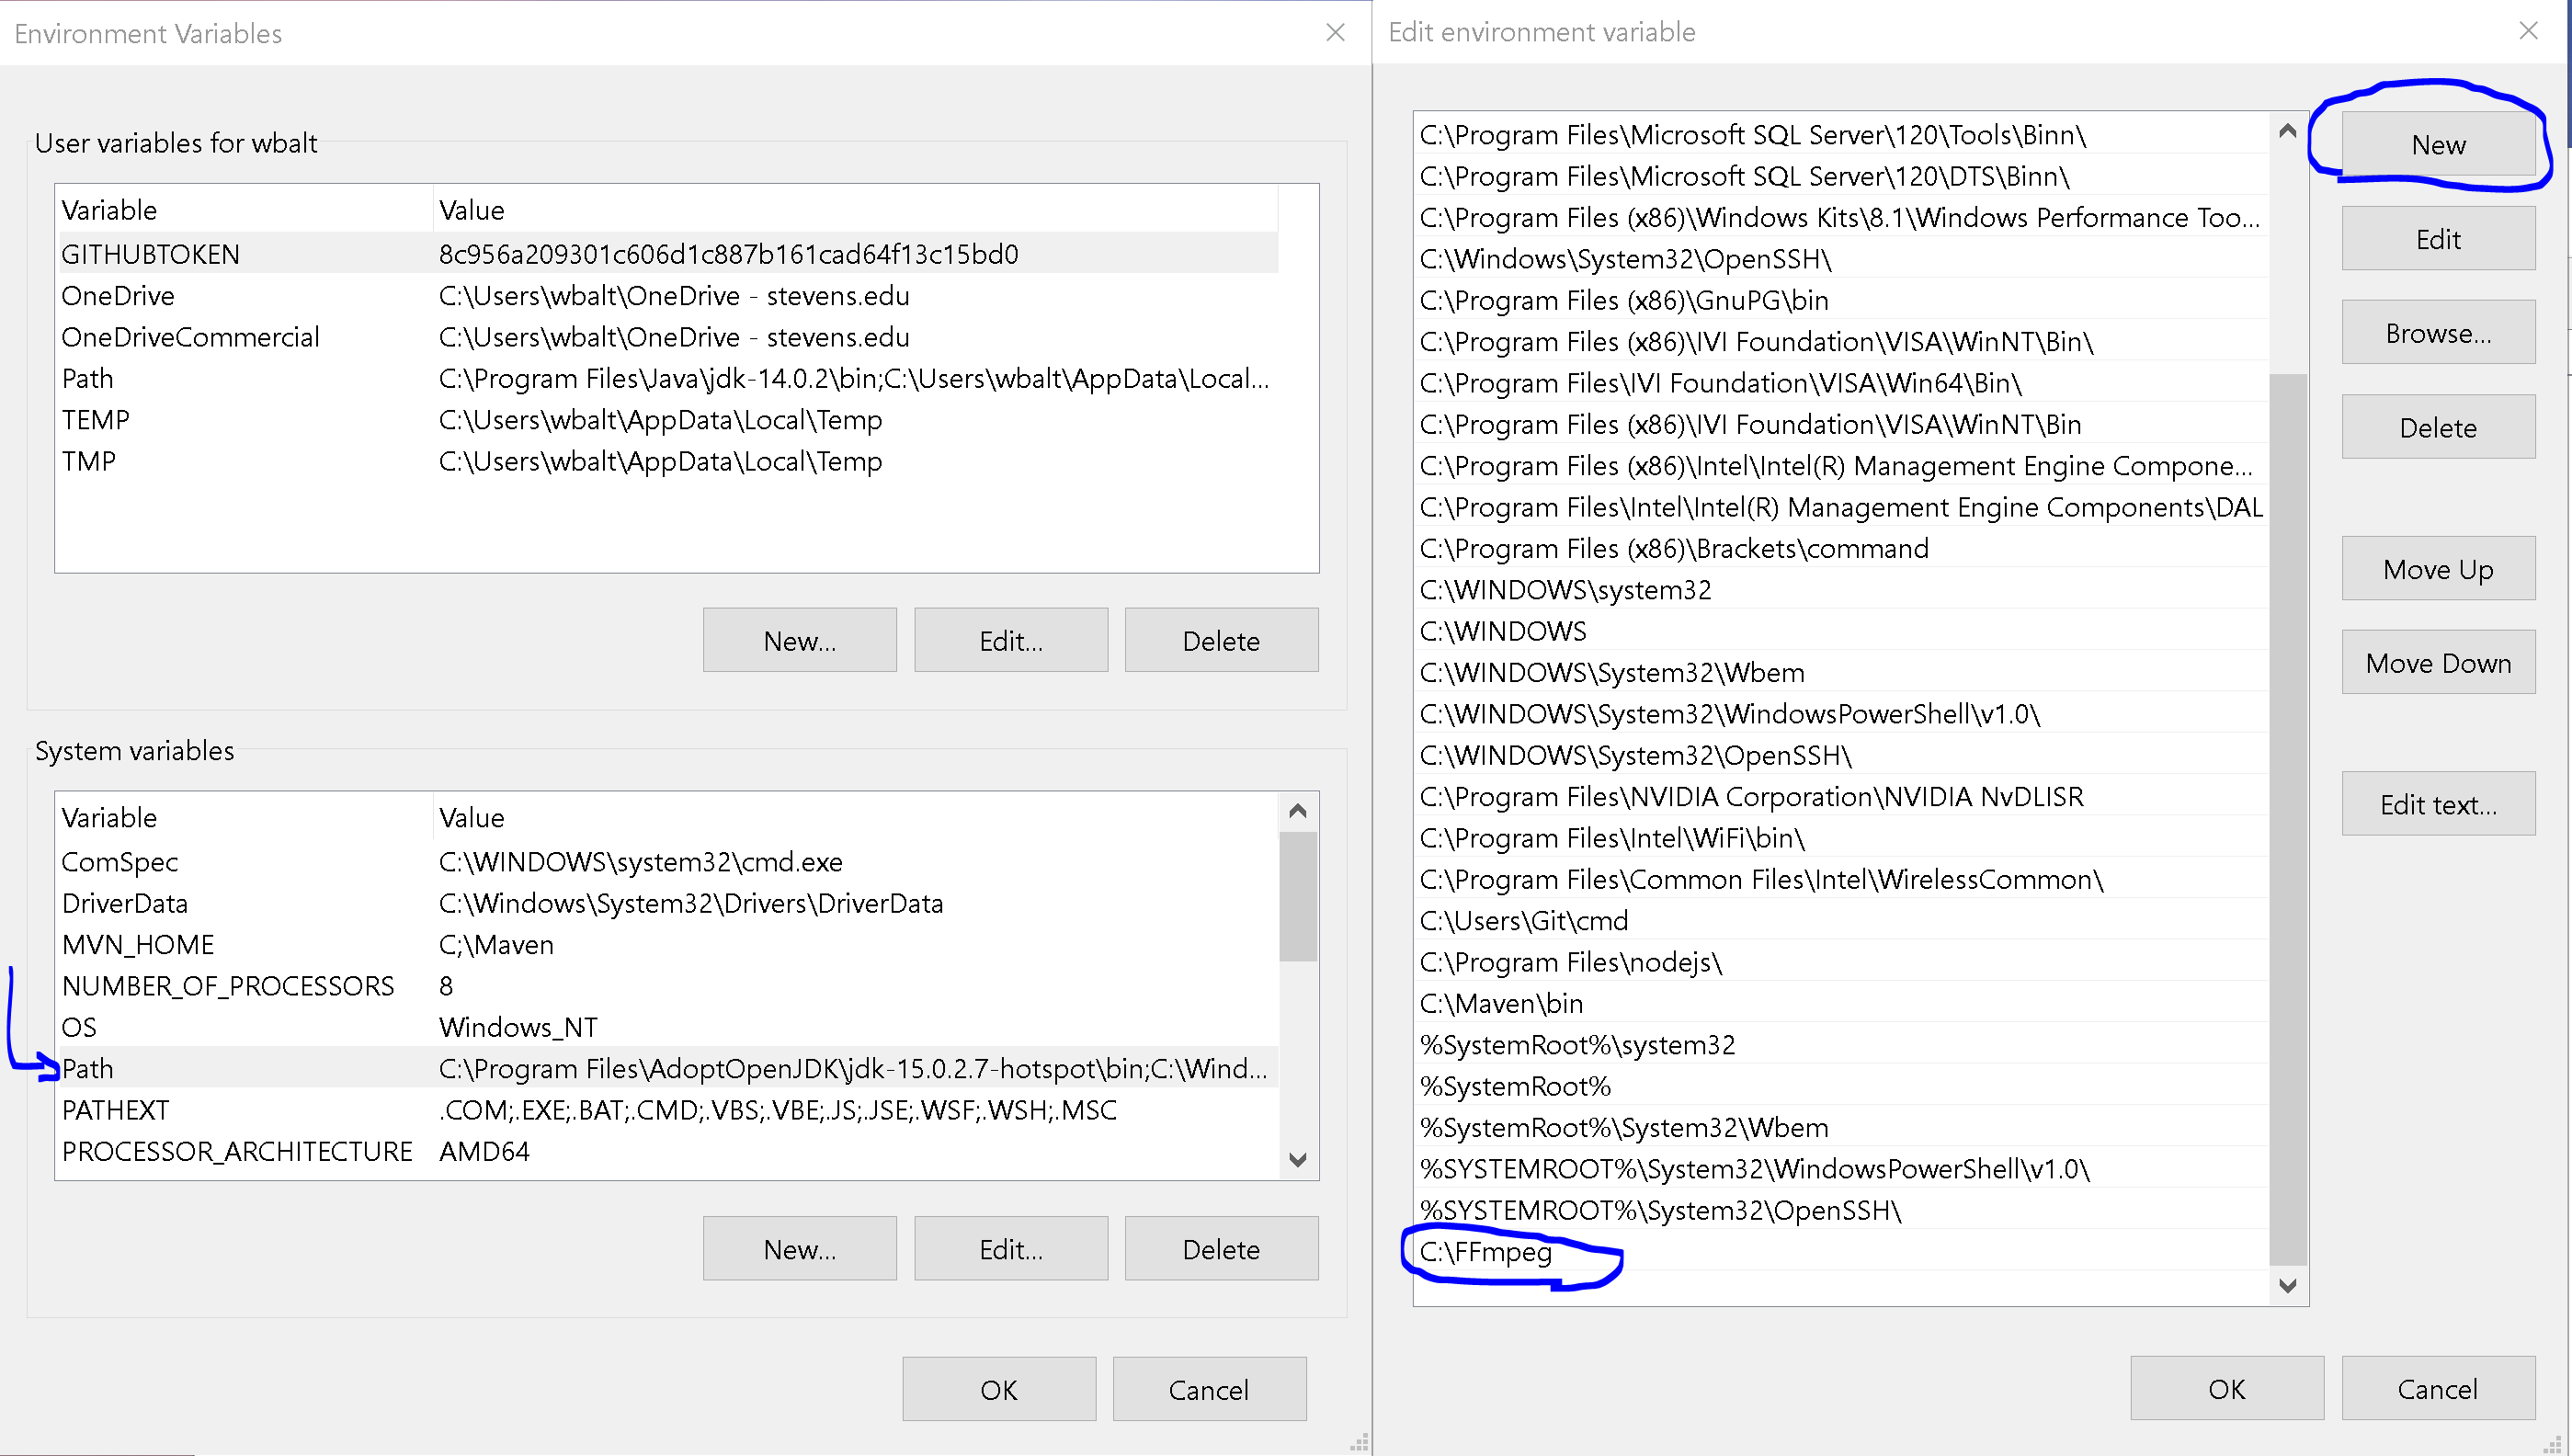 Environment Variables
User variables for wbalt
Variable Value
GITHUBTOKEN 8c956a209301c606d1c887b161cad64f13c15bd0
OneDrive C:\Users\wbalt\OneDrive - stevens.edu
OneDriveCommercial C:\Users\wbalt\OneDrive - stevens.edu
Path C:\Program Files\Java\jdk-14.0.2\bin;C:\Users\wbalt\AppData\Local...
TEMP C:\Users\wbalt\AppData\Local\Temp
TMP C:\Users\wbalt\AppData\Local\Temp
New... Edit... Delete
System variables
Variable Value
ComSpec C:\WINDOWS\system32\cmd.exe
DriverData C:\Windows\System32\Drivers\DriverData
MVN_HOME C;\Maven
NUMBER_OF_PROCESSORS 8
OS Windows_NT
Path C:\Program Files\AdoptOpenJDK\jdk-15.0.2.7-hotspot\bin;C:\Wind...
PATHEXT .COM;.EXE;.BAT;.CMD;.VBS;.VBE;.JS;.JSE;.WSF;.WSH;.MSC
PROCESSOR_ARCHITECTURE AMD64
New... Edit... Delete
OK Cancel
Edit environment variable
C:\Program Files\Microsoft SQL Server\120\Tools\Binn\
C:\Program Files\Microsoft SQL Server\120\DTS\Binn\
C:\Program Files (x86)\Windows Kits\8.1\Windows Performance Too...
C:\Windows\System32\OpenSSH\
C:\Program Files (x86)\GnuPG\bin
C:\Program Files (x86)\IVI Foundation\VISA\WinNT\Bin\
C:\Program Files\IVI Foundation\VISA\Win64\Bin\
C:\Program Files (x86)\IVI Foundation\VISA\WinNT\Bin
C:\Program Files (x86)\Intel\Intel(R) Management Engine Compone...
C:\Program Files\Intel\Intel(R) Management Engine Components\DAL
C:\Program Files (x86)\Brackets\command
C:\WINDOWS\system32
C:\WINDOWS
C:\WINDOWS\System32\Wbem
C:\WINDOWS\System32\WindowsPowerShell\v1.0\
C:\WINDOWS\System32\OpenSSH\
C:\Program Files\NVIDIA Corporation\NVIDIA NvDLISR
C:\Program Files\Intel\WiFi\bin\
C:\Program Files\Common Files\Intel\WirelessCommon\
C:\Users\Git\cmd
C:\Program Files\nodejs\
C:\Maven\bin
%SystemRoot%\system32
%SystemRoot%
%SystemRoot%\System32\Wbem
%SYSTEMROOT%\System32\WindowsPowerShell\v1.0\
%SYSTEMROOT%\System32\OpenSSH\
C:\FFmpeg
New
Edit
Browse...
Delete
Move Up
Move Down
Edit text...
OK Cancel